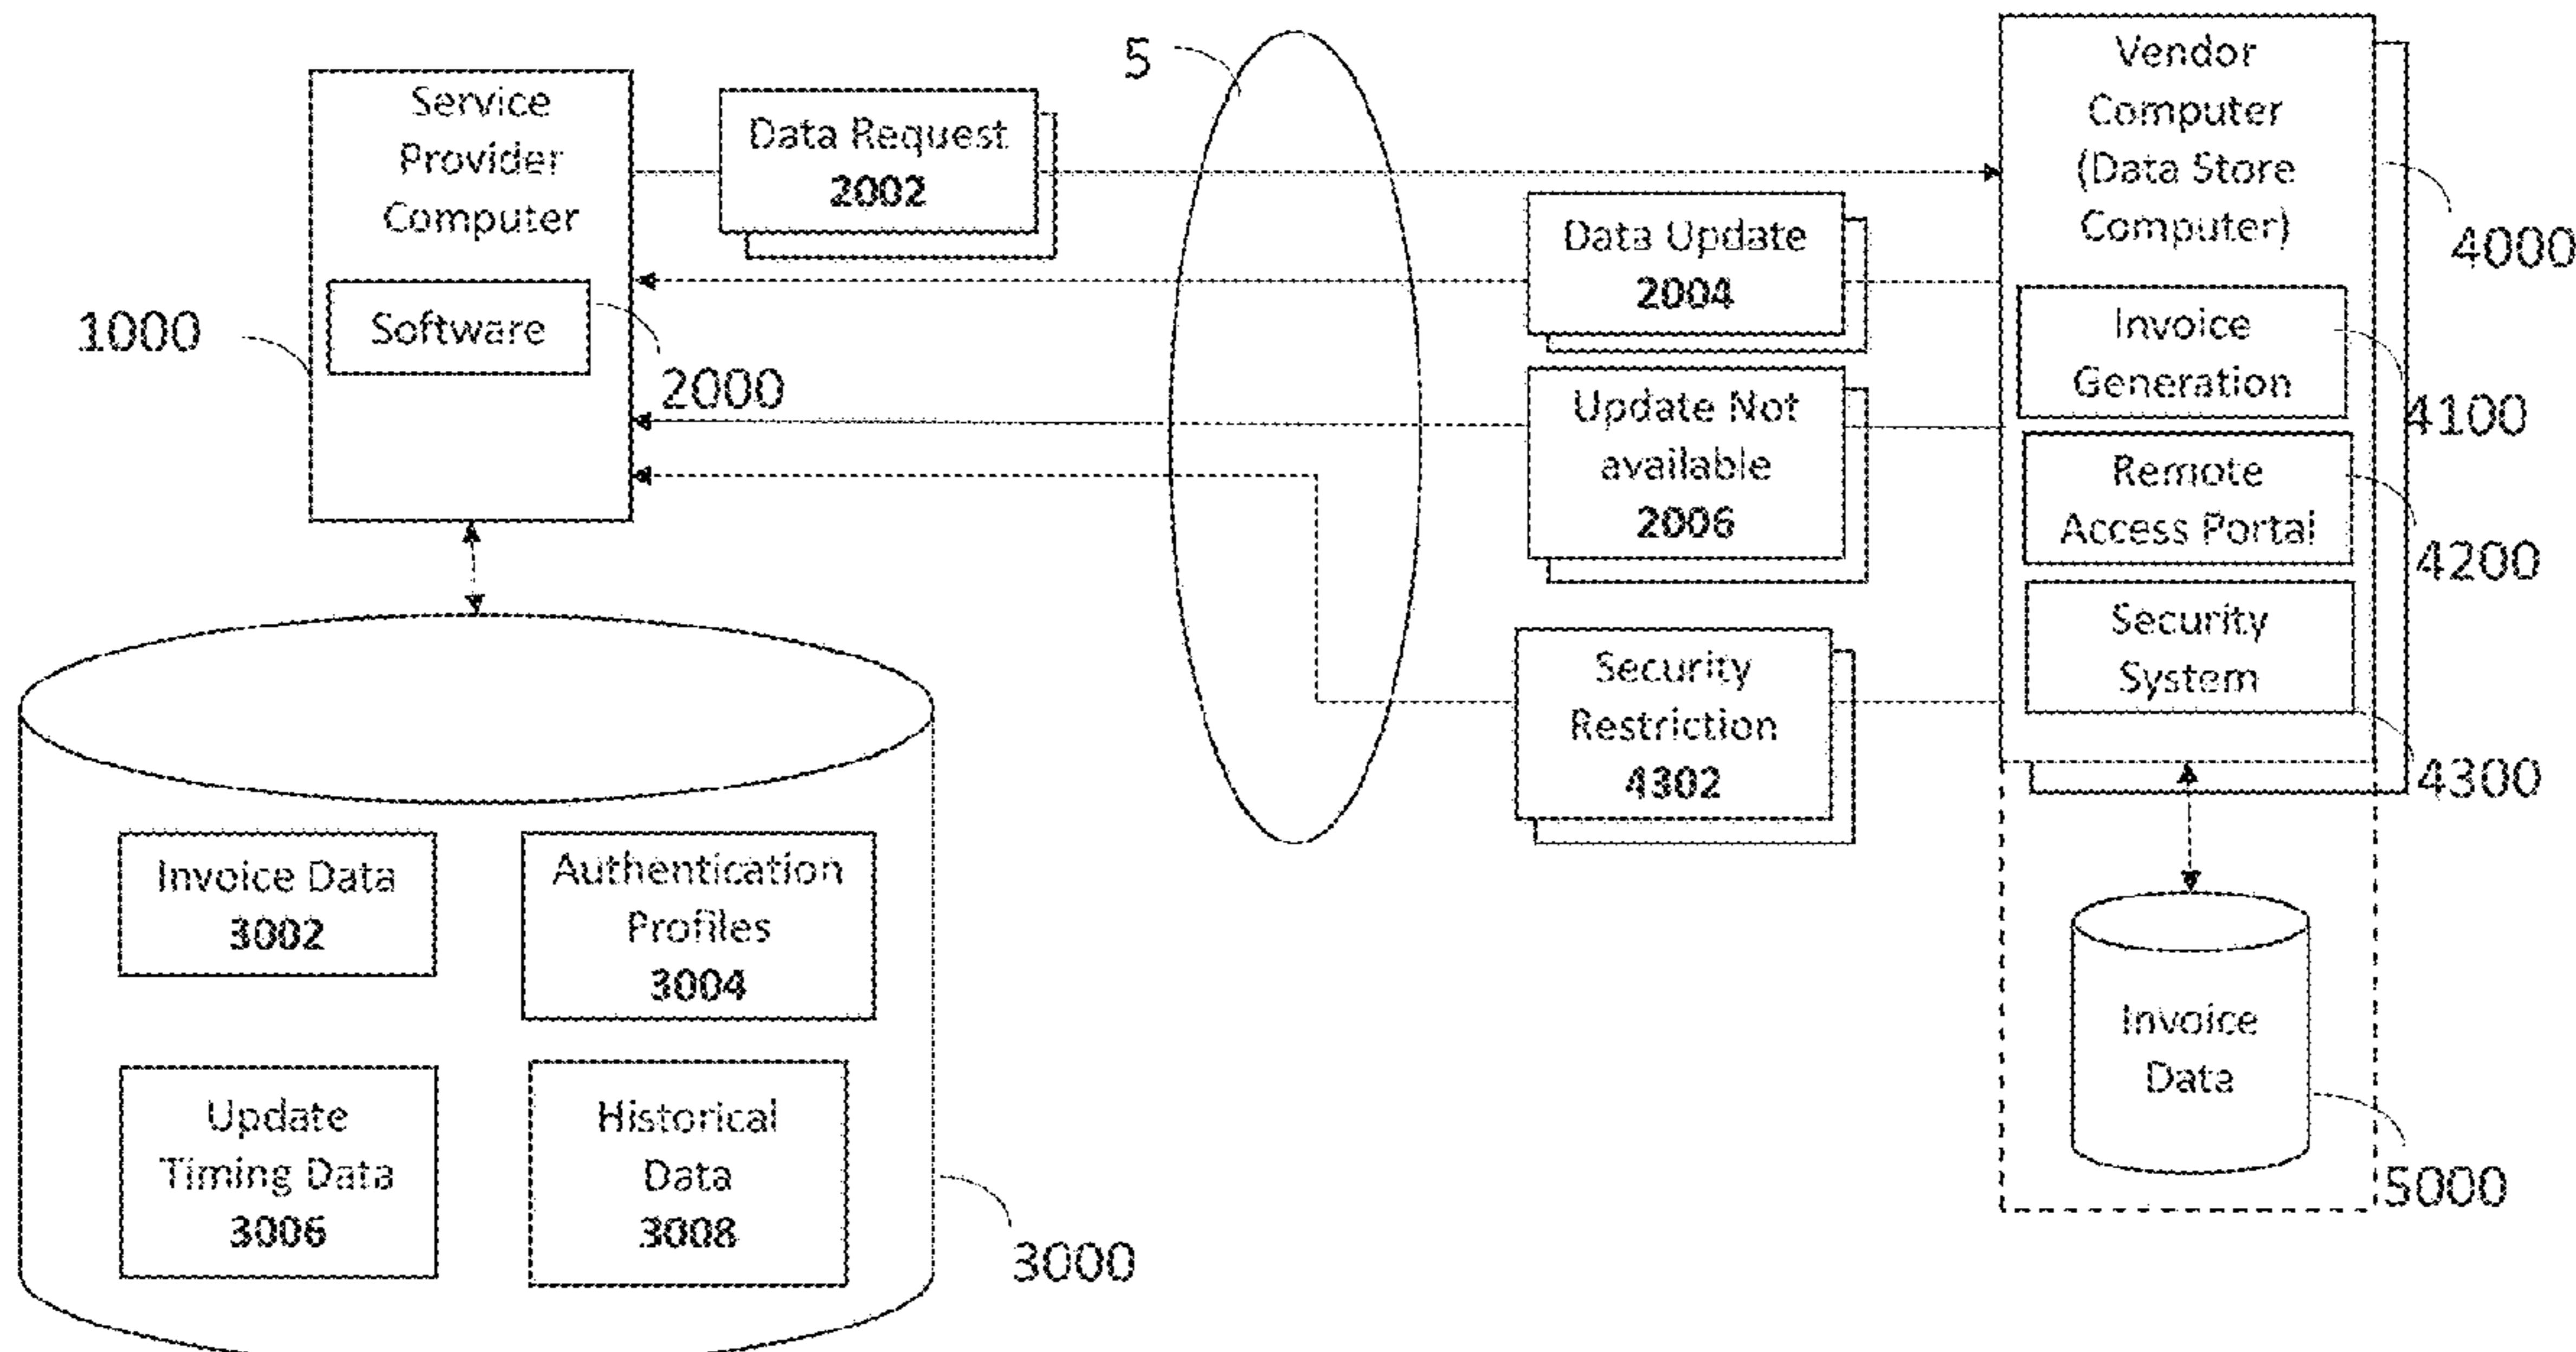 Service
Provider
Computer
Software
1000
2000
Data Request
2002
5
Data Update
2004
Update Not
available
2006
Security
Restriction
4302
Vendor
Computer
(Data Store
Computer)
4000
Invoice
Generation
4100
Remote
Access Portal
4200
Security
System
4300
Invoice Data
3002
Authentication
Profiles
3004
Update
Timing Data
3006
Historical
Data
3008
3000
Invoice
Data
5000